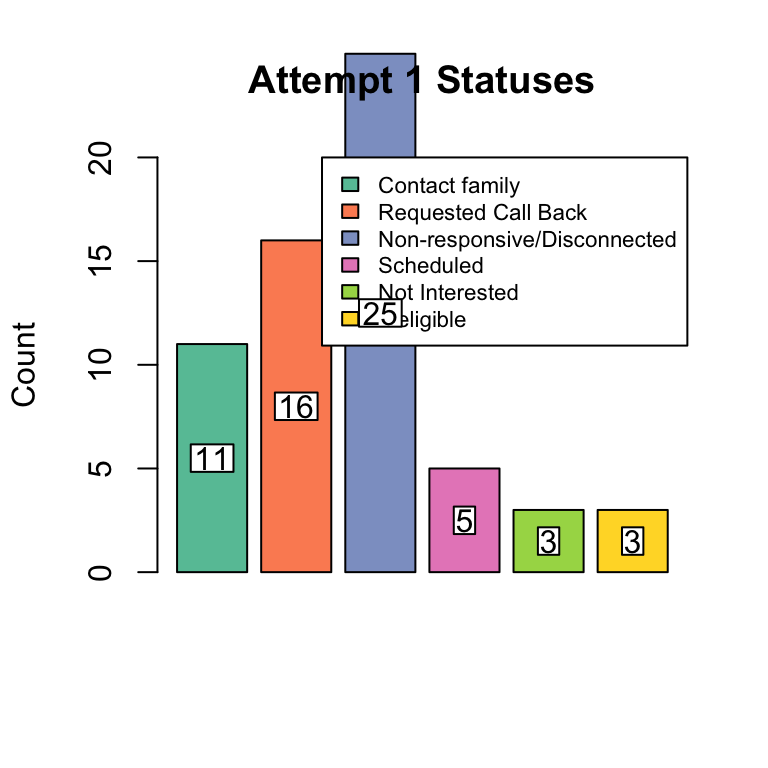 Attempt 1 Statuses
Count
20
15
10
5
0
Contact family
Requested Call Back
Non-responsive/Disconnected
Scheduled
Not Interested
eligible
11
16
25
5
3
3